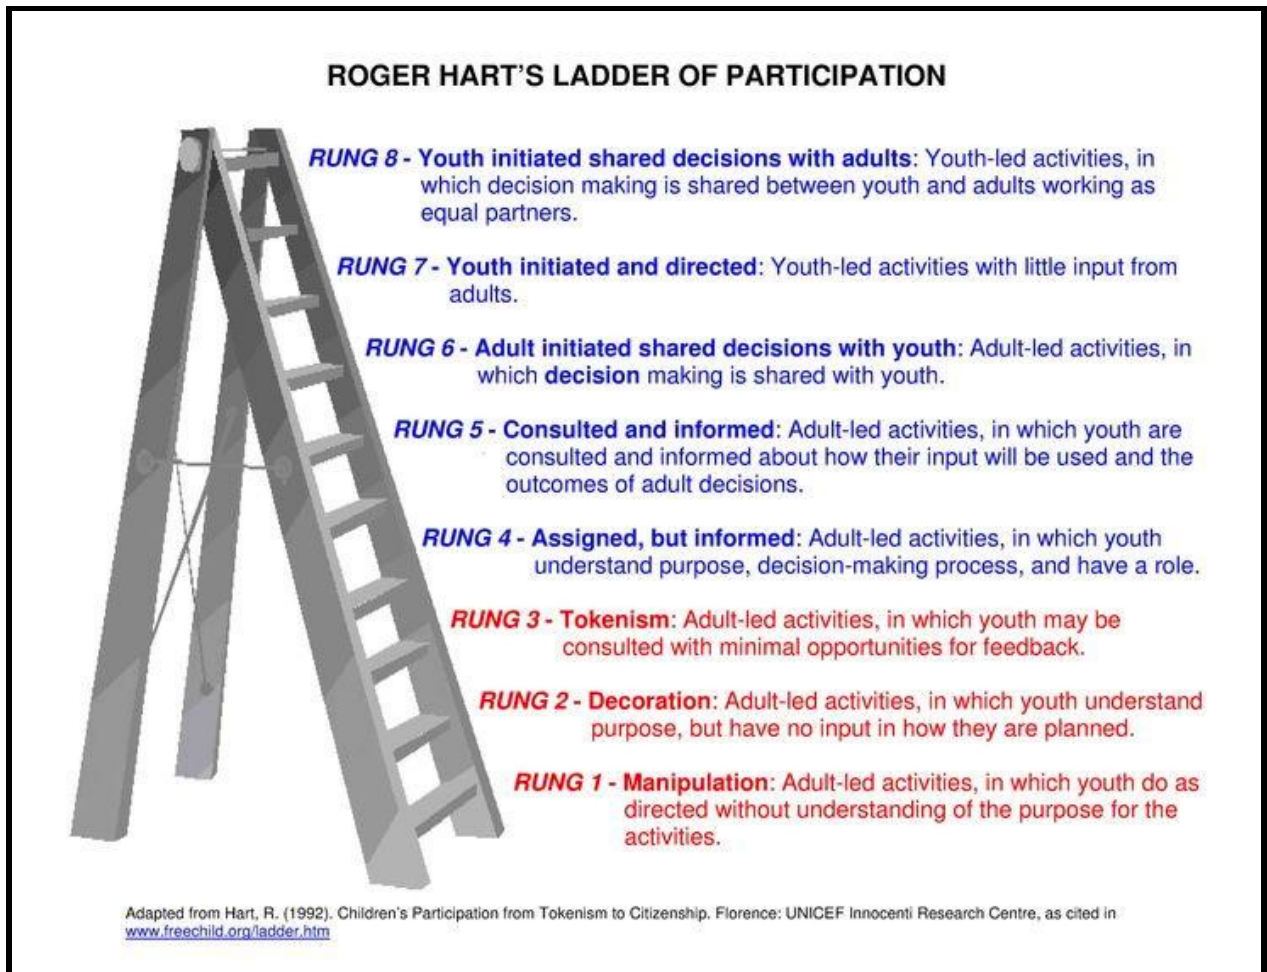 ROGER HART'S LADDER OF PARTICIPATION
RUNG 8 - Youth initiated shared decisions with adults: Youth-led activities, in
which decision making is shared between youth and adults working as
equal partners.
RUNG 7 - Youth initiated and directed: Youth-led activities with little input from
adults.
RUNG 6 - Adult initiated shared decisions with youth: Adult-led activities, in
which decision making is shared with youth.
RUNG 5 - Consulted and informed: Adult-led activities, in which youth are
consulted and informed about how their input will be used and the
outcomes of adult decisions.
RUNG 4 - Assigned, but informed: Adult-led activities, in which youth
understand purpose, decision-making process, and have a role.
RUNG 3 - Tokenism: Adult-led activities, in which youth may be
consulted with minimal opportunities for feedback.
RUNG 2 - Decoration: Adult-led activities, in which youth understand
purpose, but have no input in how they are planned.
RUNG 1 - Manipulation: Adult-led activities, in which youth do as
directed without understanding of the purpose for the
activities.
Adapted from Hart, R. (1992). Children's Participation from Tokenism to Citizenship. Florence: UNICEF Innocenti Research Centre, as cited in
www.freechild.org/ladder.htm